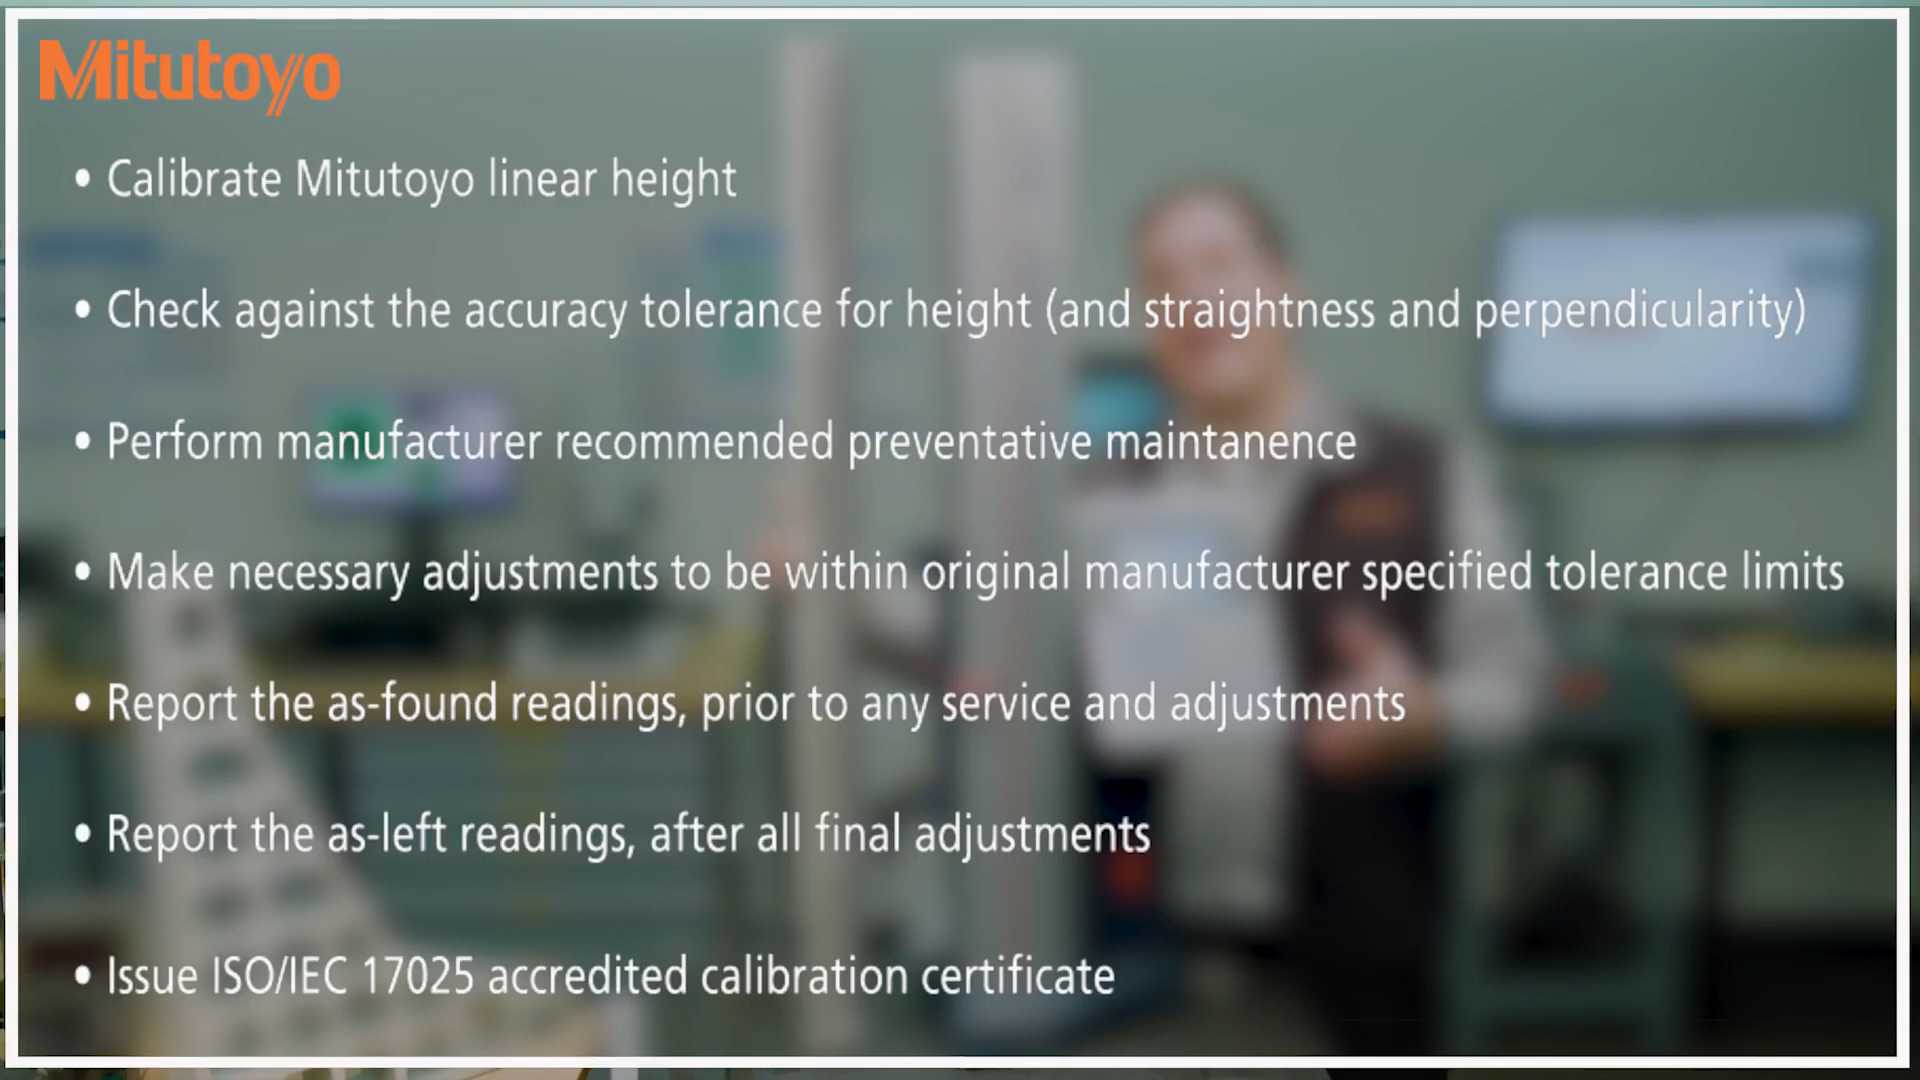 Mitutoyo
• Calibrate Mitutoyo linear height
• Check against the accuracy tolerance for height (and straightness and perpendicularity)
• Perform manufacturer recommended preventative maintanence
• Make necessary adjustments to be within original manufacturer specified tolerance limits
• Report the as-found readings, prior to any service and adjustments
• Report the as-left readings, after all final adjustments
• Issue ISO/IEC 17025 accredited calibration certificate